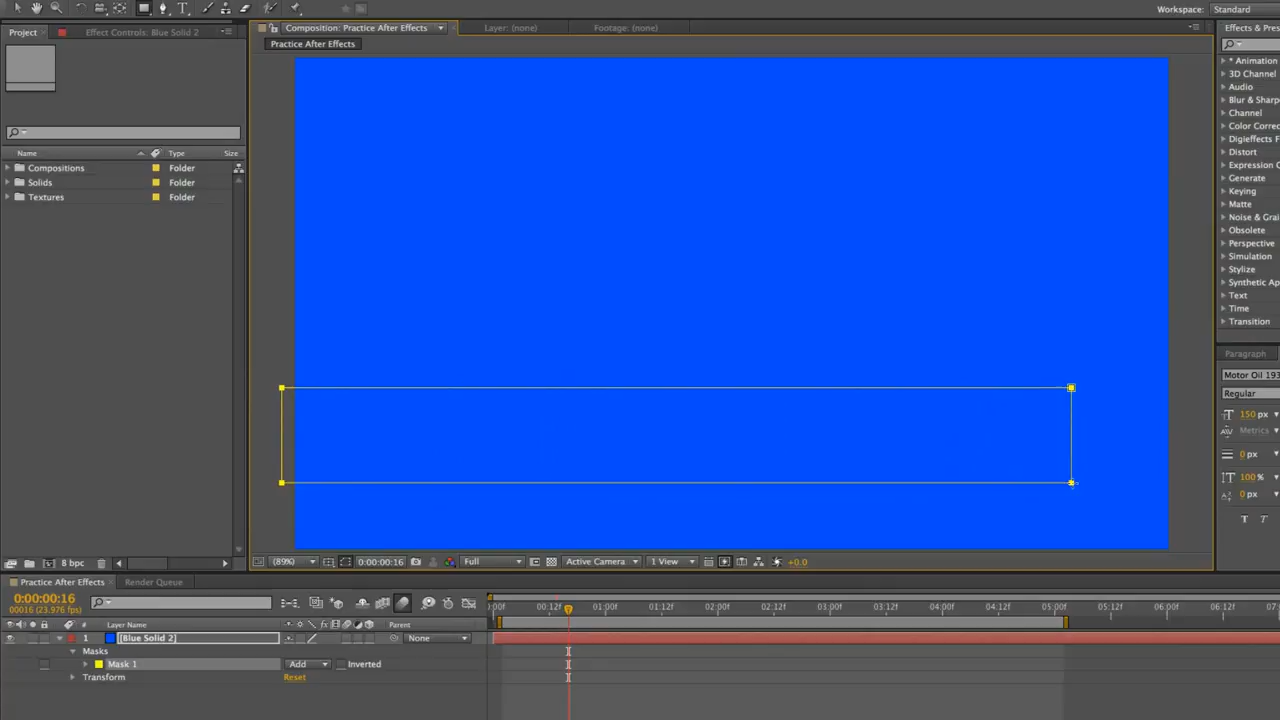 Workspace: Standard
Project
Effect Controls: Blue Solid 2
Composition: Practice After Effects
Layer: (none)
Footage: (none)
Effects & Pres
Practice After Effects
* Animation
3D Channel
Audio
Blur & Sharp
Channel
Color Correc
Digieffects F
Distort
Expression C
Generate
Keying
Matte
Noise & Grai
Obsolete
Perspective
Simulation
Stylize
Synthetic Ap
Text
Time
Transition
Name
Type
Size
Compositions
Folder
Solids
Folder
Textures
Folder
Paragraph
Motor Oil 193
Regular
150 px
Metrics
0 px
100 %
0 px
T T
8 bpc
(89%)
0:00:00:16
Full
Active Camera
1 View
+0.0
Practice After Effects
Render Queue
0:00:00:16
00016 (23.976 fps)
:00f 00:12f 01:00f 01:12f 02:00f 02:12f 03:00f 03:12f 04:00f 04:12f 05:00f 05:12f 06:00f 06:12f 07:0
# Layer Name
Parent
1 [Blue Solid 2]
None
Masks
Mask 1
Add
Inverted
Transform
Reset